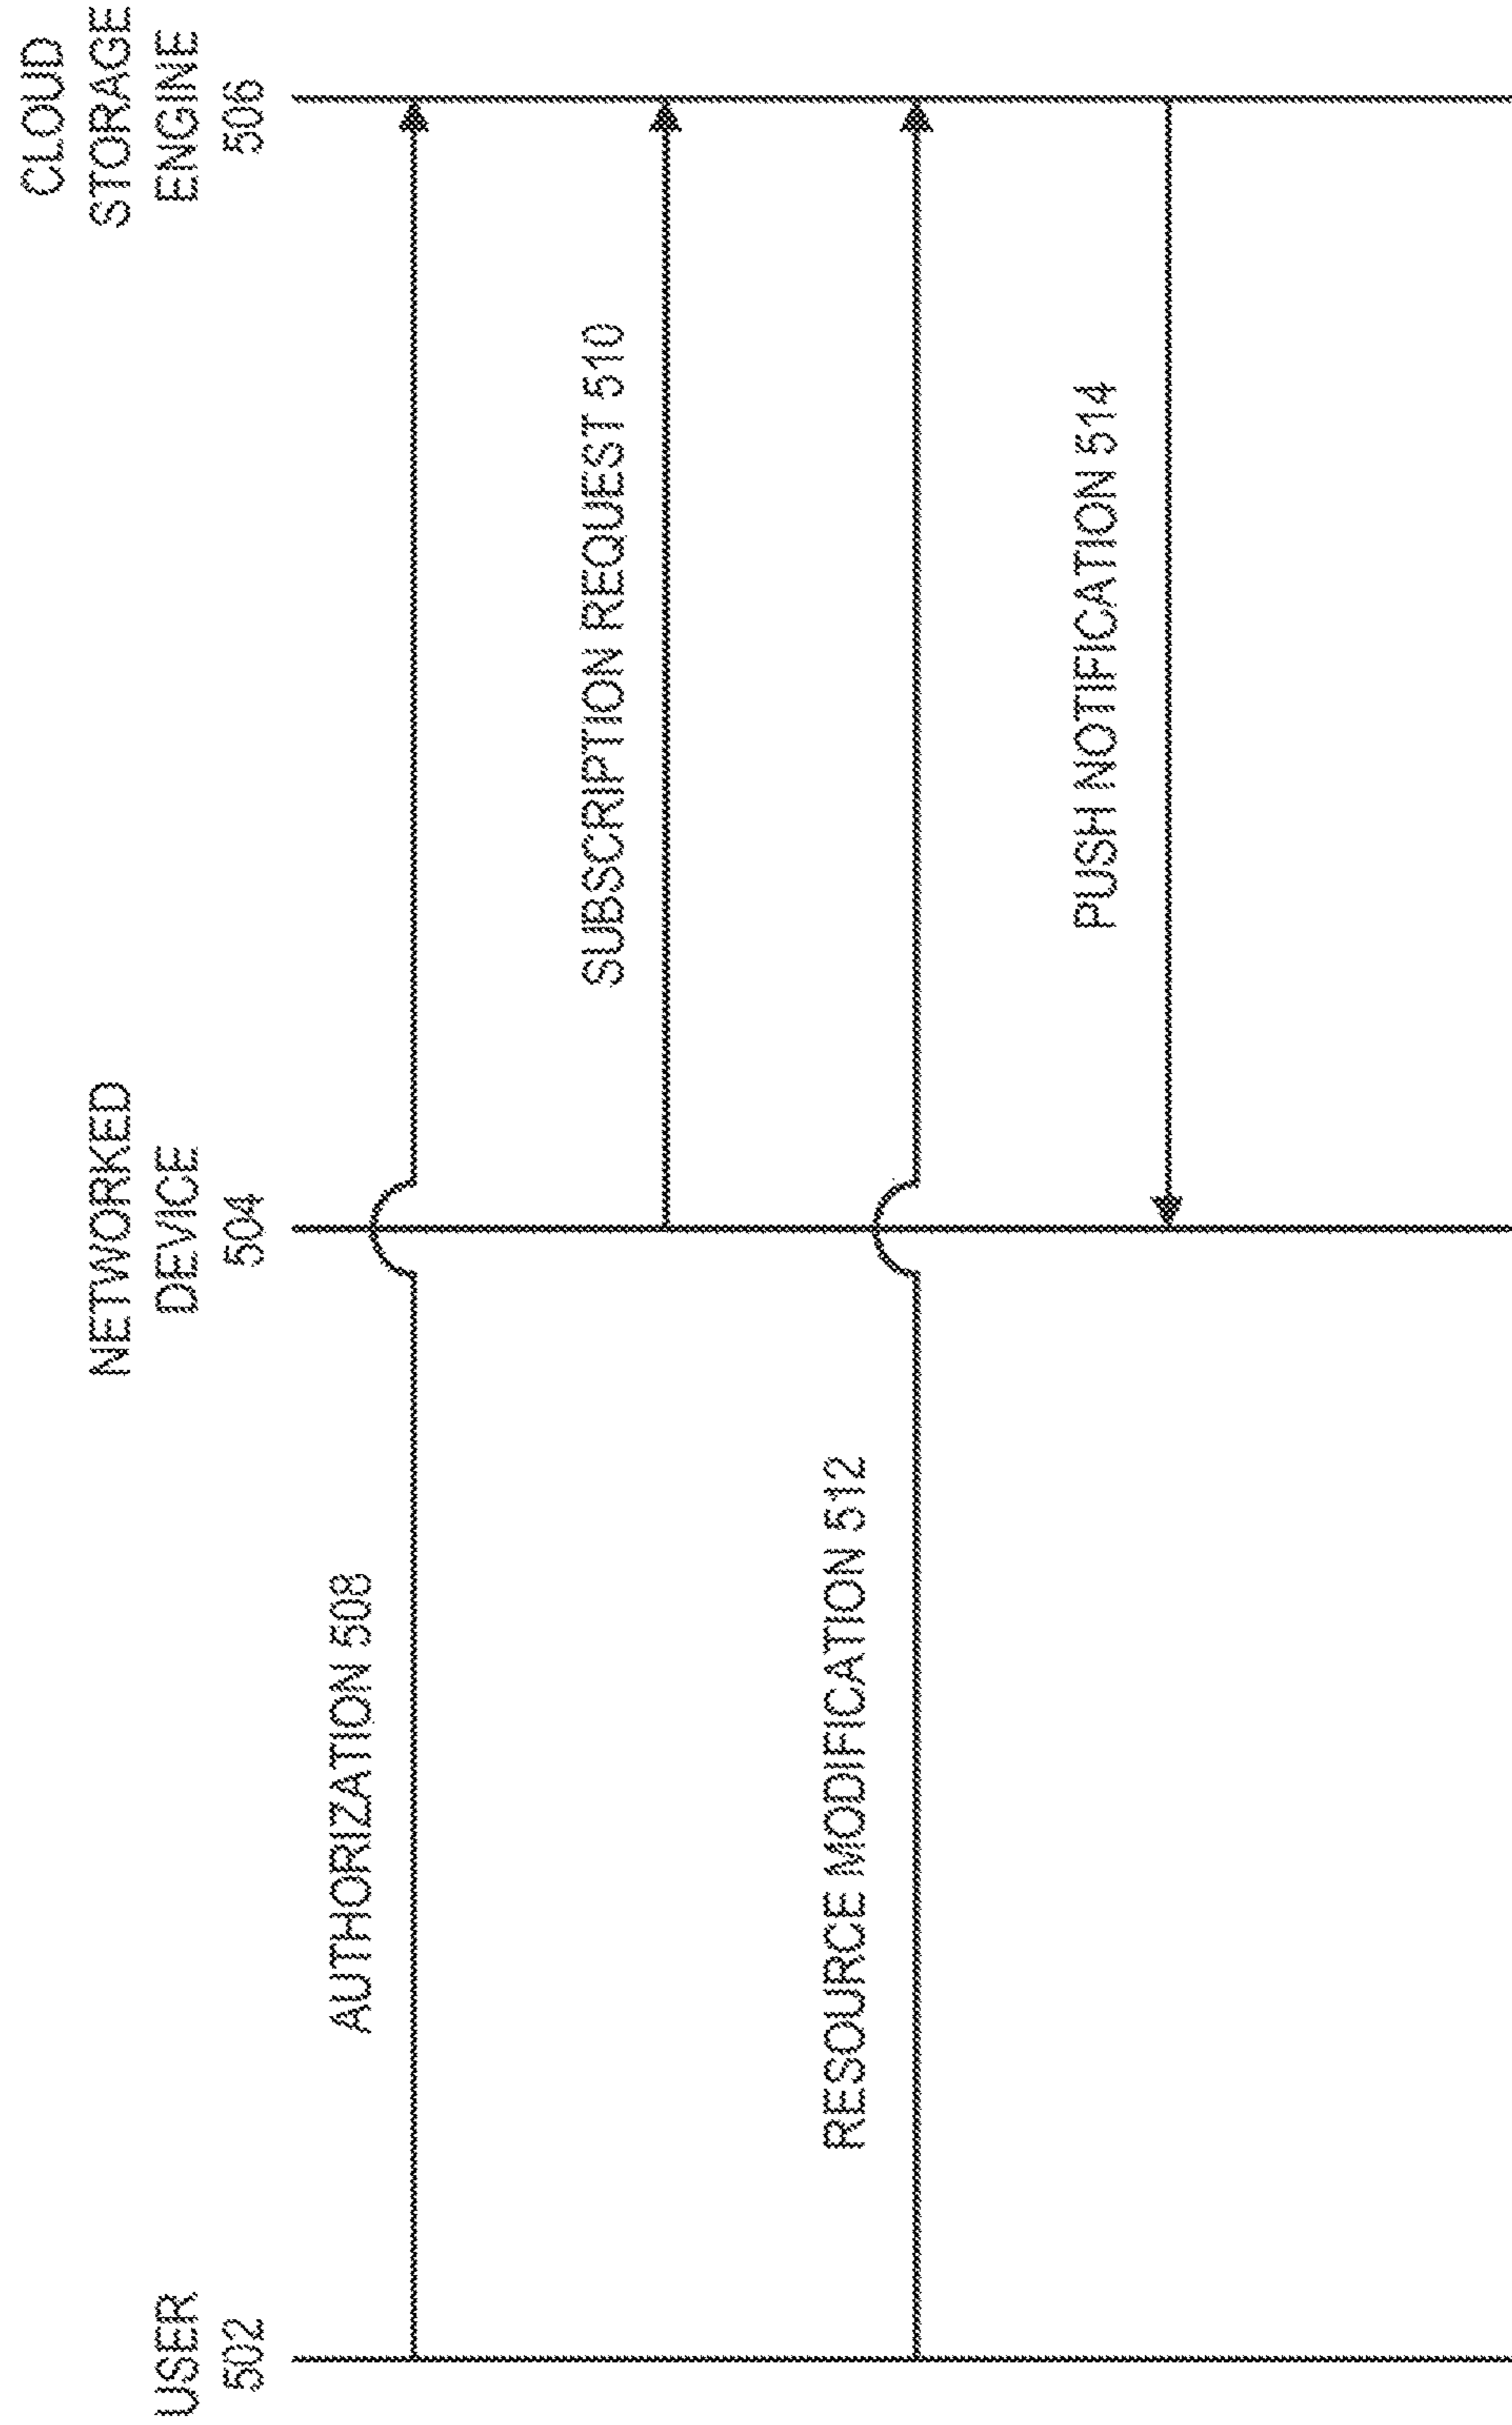 USER
502
NETWORKED
DEVICE
504
CLOUD
STORAGE
ENGINE
506
AUTHORIZATION 508
SUBSCRIPTION REQUEST 510
RESOURCE MODIFICATION 512
PUSH NOTIFICATION 514